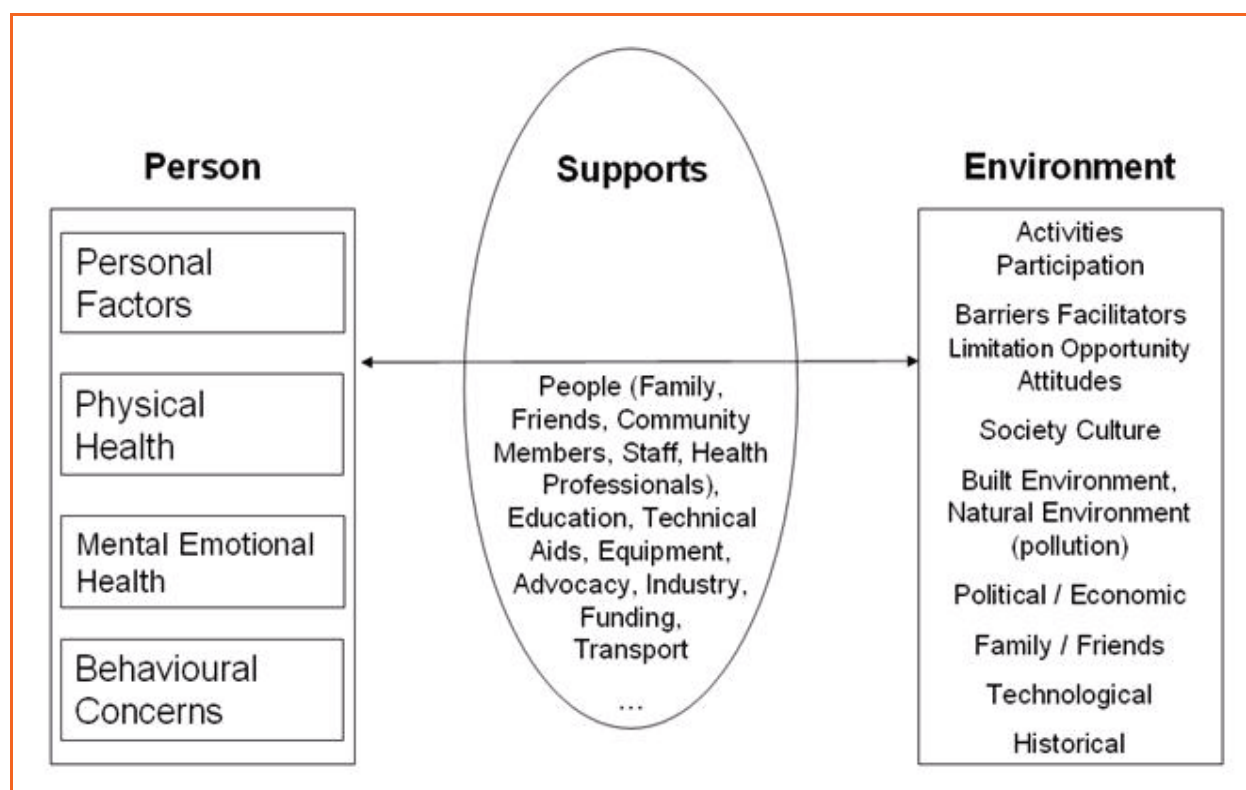 Person
Personal
Factors
Physical
Health
Mental Emotional
Health
Behavioural
Concerns
Supports
People (Family,
Friends, Community
Members, Staff, Health
Professionals),
Education, Technical
Aids, Equipment,
Advocacy, Industry,
Funding,
Transport
...
Environment
Activities
Participation
Barriers Facilitators
Limitation Opportunity
Attitudes
Society Culture
Built Environment,
Natural Environment
(pollution)
Political / Economic
Family / Friends
Technological
Historical